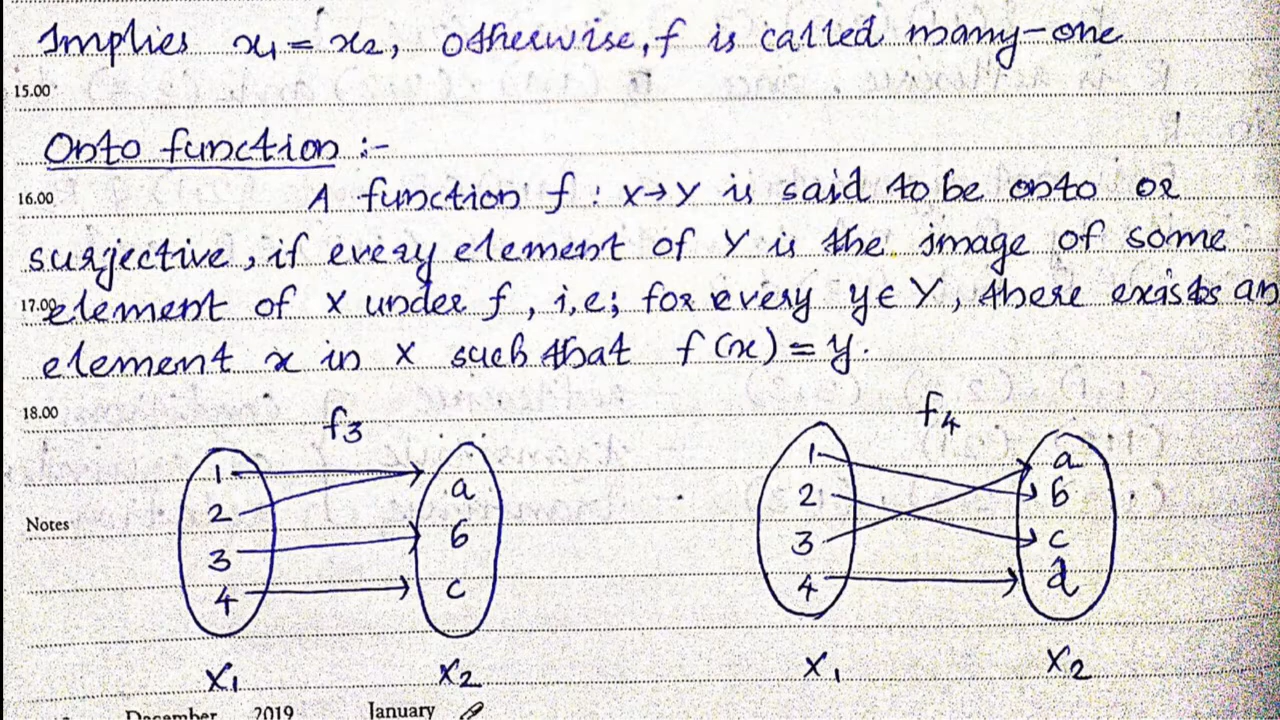 Implies x1 = x2, otherwise, f is called many-one
15.00
Onto function :-
16.00 A function f : X→Y is said to be onto or
surjective, if every element of Y is the image of some
17.00 element of X under f, i,e; for every y∈Y, there exists an
element x in X such that f(x) = y.
18.00
f3 f4
1 a 1 a
2 b 2 b
3 c 3 c
4 4 d
Notes
X1 X2 X1 X2
December 2019 January